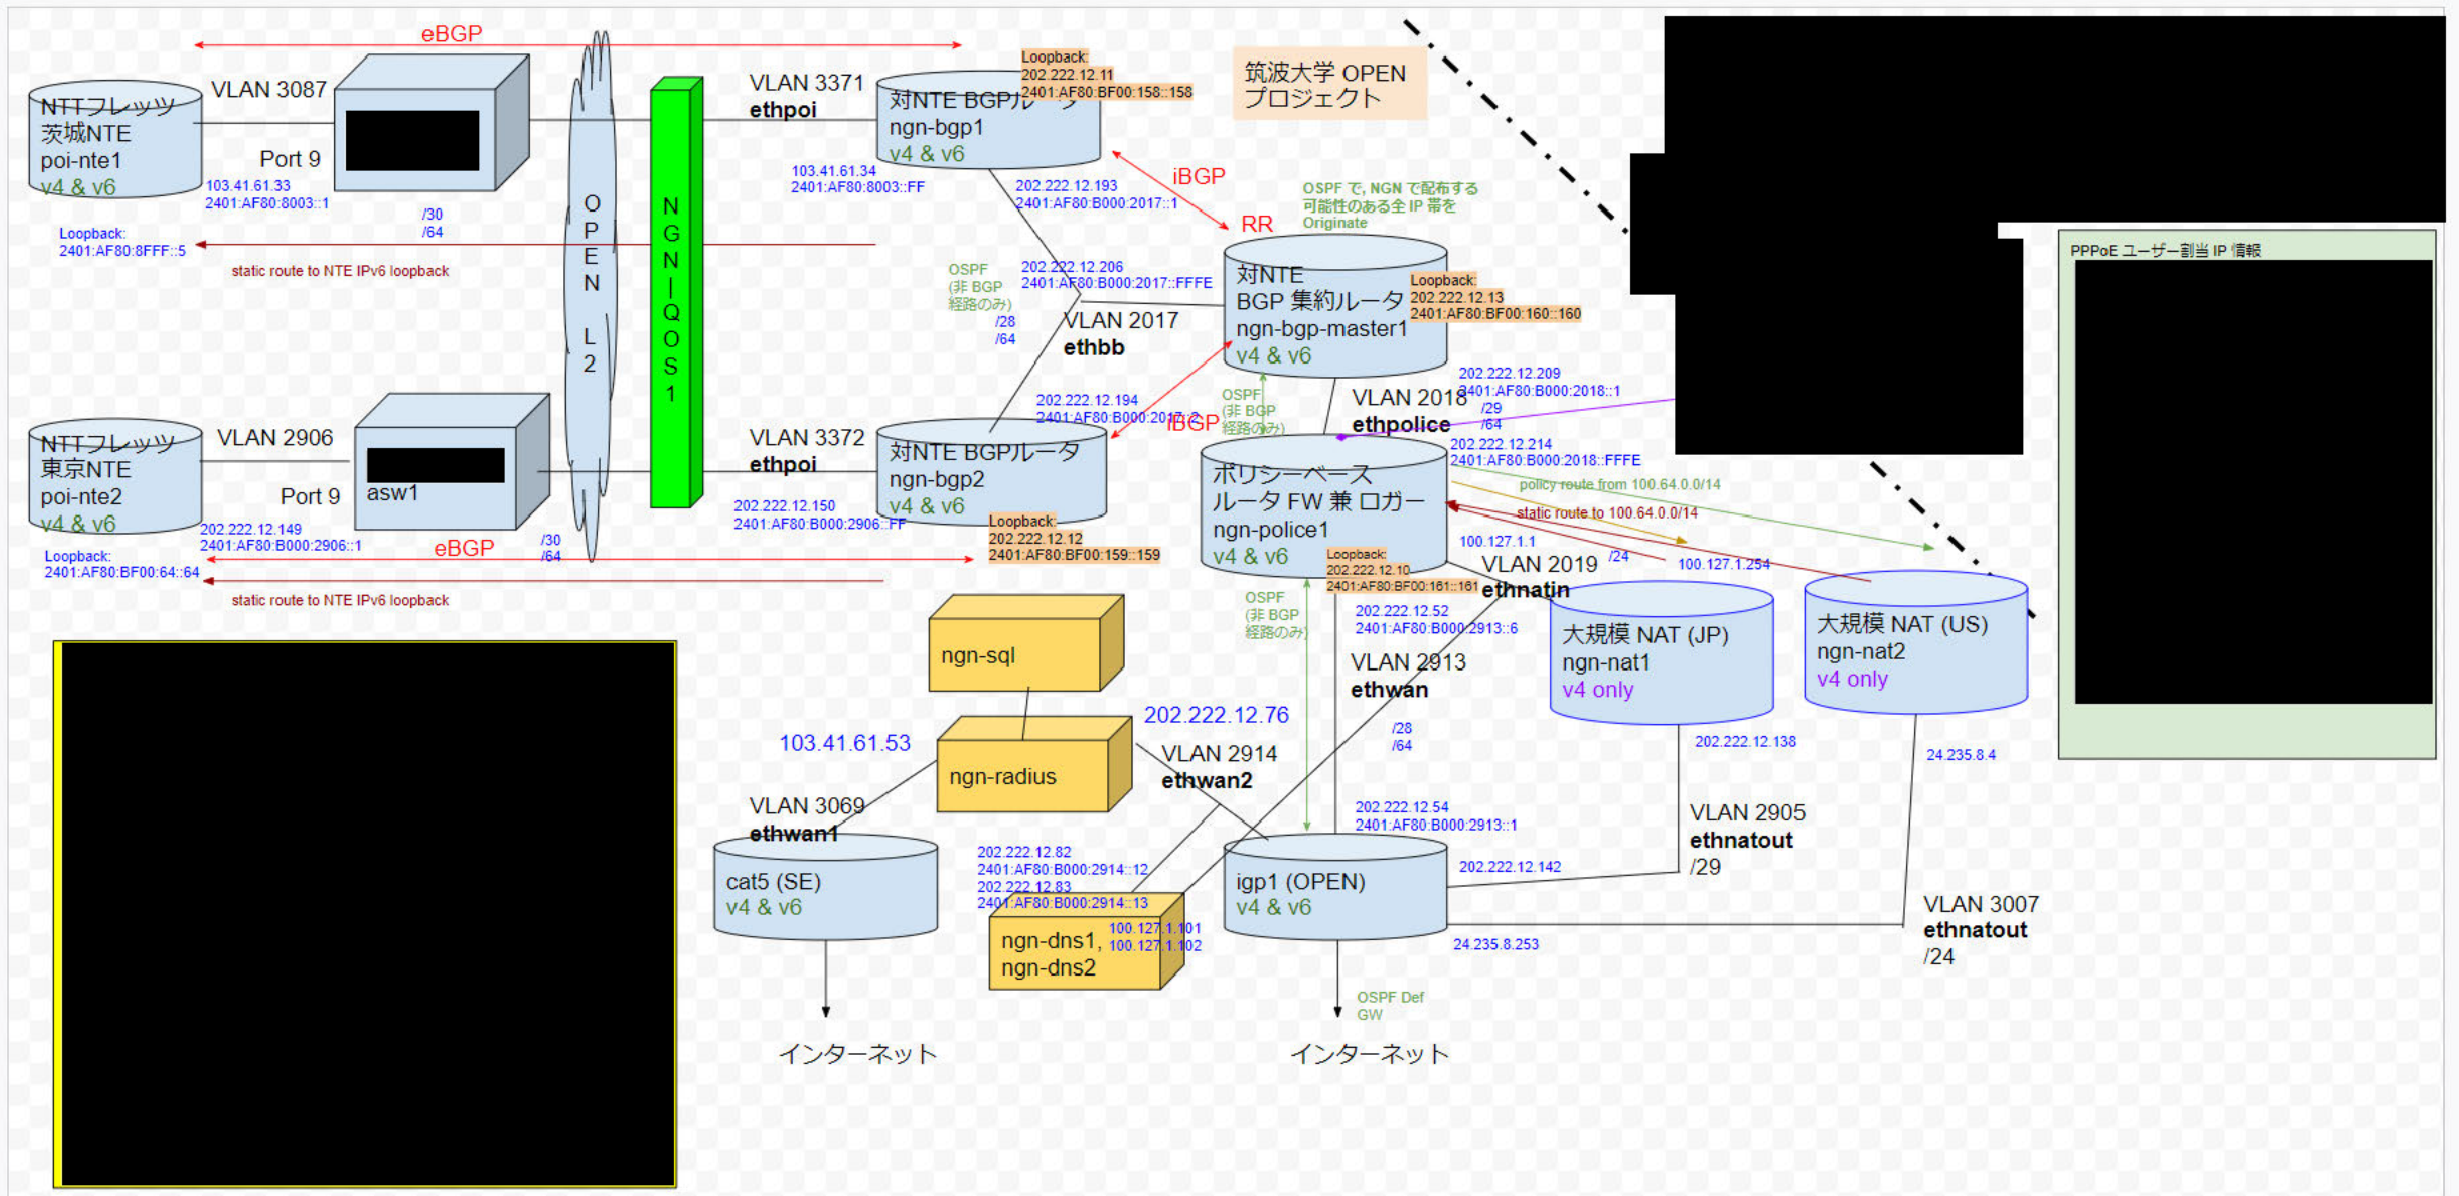 eBGP
NTTフレッツ
茨城NTE
poi-nte1
v4 & v6
VLAN 3087
Port 9
103.41.61.33
2401:AF80:8003::1
/30
/64
Loopback:
2401:AF80:8FFF::5
static route to NTE IPv6 loopback
OPEN L2
NGN|QOS1
VLAN 3371
ethpoi
103.41.61.34
2401:AF80:8003::FF
対NTE BGPルータ
ngn-bgp1
v4 & v6
Loopback:
202.222.12.11
2401:AF80:BF00:158::158
202.222.12.193
2401:AF80:B000:2017::1
iBGP
筑波大学 OPEN
プロジェクト
OSPF で, NGN で配布する
可能性のある全 IP 帯を
Originate
RR
対NTE
BGP 集約ルータ
ngn-bgp-master1
v4 & v6
Loopback:
202.222.12.13
2401:AF80:BF00:160::160
OSPF
(非 BGP
経路のみ)
202.222.12.206
2401:AF80:B000:2017::FFFE
/28
/64
VLAN 2017
ethbb
202.222.12.194
2401:AF80:B000:2017::2
iBGP
OSPF
(非 BGP
経路のみ)
VLAN 2018
ethpolice
202.222.12.209
2401:AF80:B000:2018::1
/29
/64
202.222.12.214
2401:AF80:B000:2018::FFFE
PPPoE ユーザー割当 IP 情報
NTTフレッツ
東京NTE
poi-nte2
v4 & v6
VLAN 2906
Port 9
asw1
202.222.12.149
2401:AF80:B000:2906::1
Loopback:
2401:AF80:BF00:64::64
eBGP
/30
/64
static route to NTE IPv6 loopback
VLAN 3372
ethpoi
202.222.12.150
2401:AF80:B000:2906::FF
対NTE BGPルータ
ngn-bgp2
v4 & v6
Loopback:
202.222.12.12
2401:AF80:BF00:159::159
ポリシーベース
ルータ FW 兼 ロガー
ngn-police1
v4 & v6
Loopback:
202.222.12.10
2401:AF80:BF00:161::161
policy route from 100.64.0.0/14
static route to 100.64.0.0/14
100.127.1.1
/24
100.127.1.254
VLAN 2019
ethnatin
大規模 NAT (JP)
ngn-nat1
v4 only
大規模 NAT (US)
ngn-nat2
v4 only
OSPF
(非 BGP
経路のみ)
202.222.12.52
2401:AF80:B000:2913::6
VLAN 2913
ethwan
/28
/64
202.222.12.54
2401:AF80:B000:2913::1
ngn-sql
ngn-radius
103.41.61.53
202.222.12.76
VLAN 2914
ethwan2
VLAN 3069
ethwan1
cat5 (SE)
v4 & v6
インターネット
202.222.12.82
2401:AF80:B000:2914::12
202.222.12.83
2401:AF80:B000:2914::13
ngn-dns1,
ngn-dns2
100.127.1.101
100.127.1.102
igp1 (OPEN)
v4 & v6
OSPF Def
GW
インターネット
202.222.12.138
VLAN 2905
ethnatout
/29
202.222.12.142
24.235.8.4
VLAN 3007
ethnatout
/24
24.235.8.253